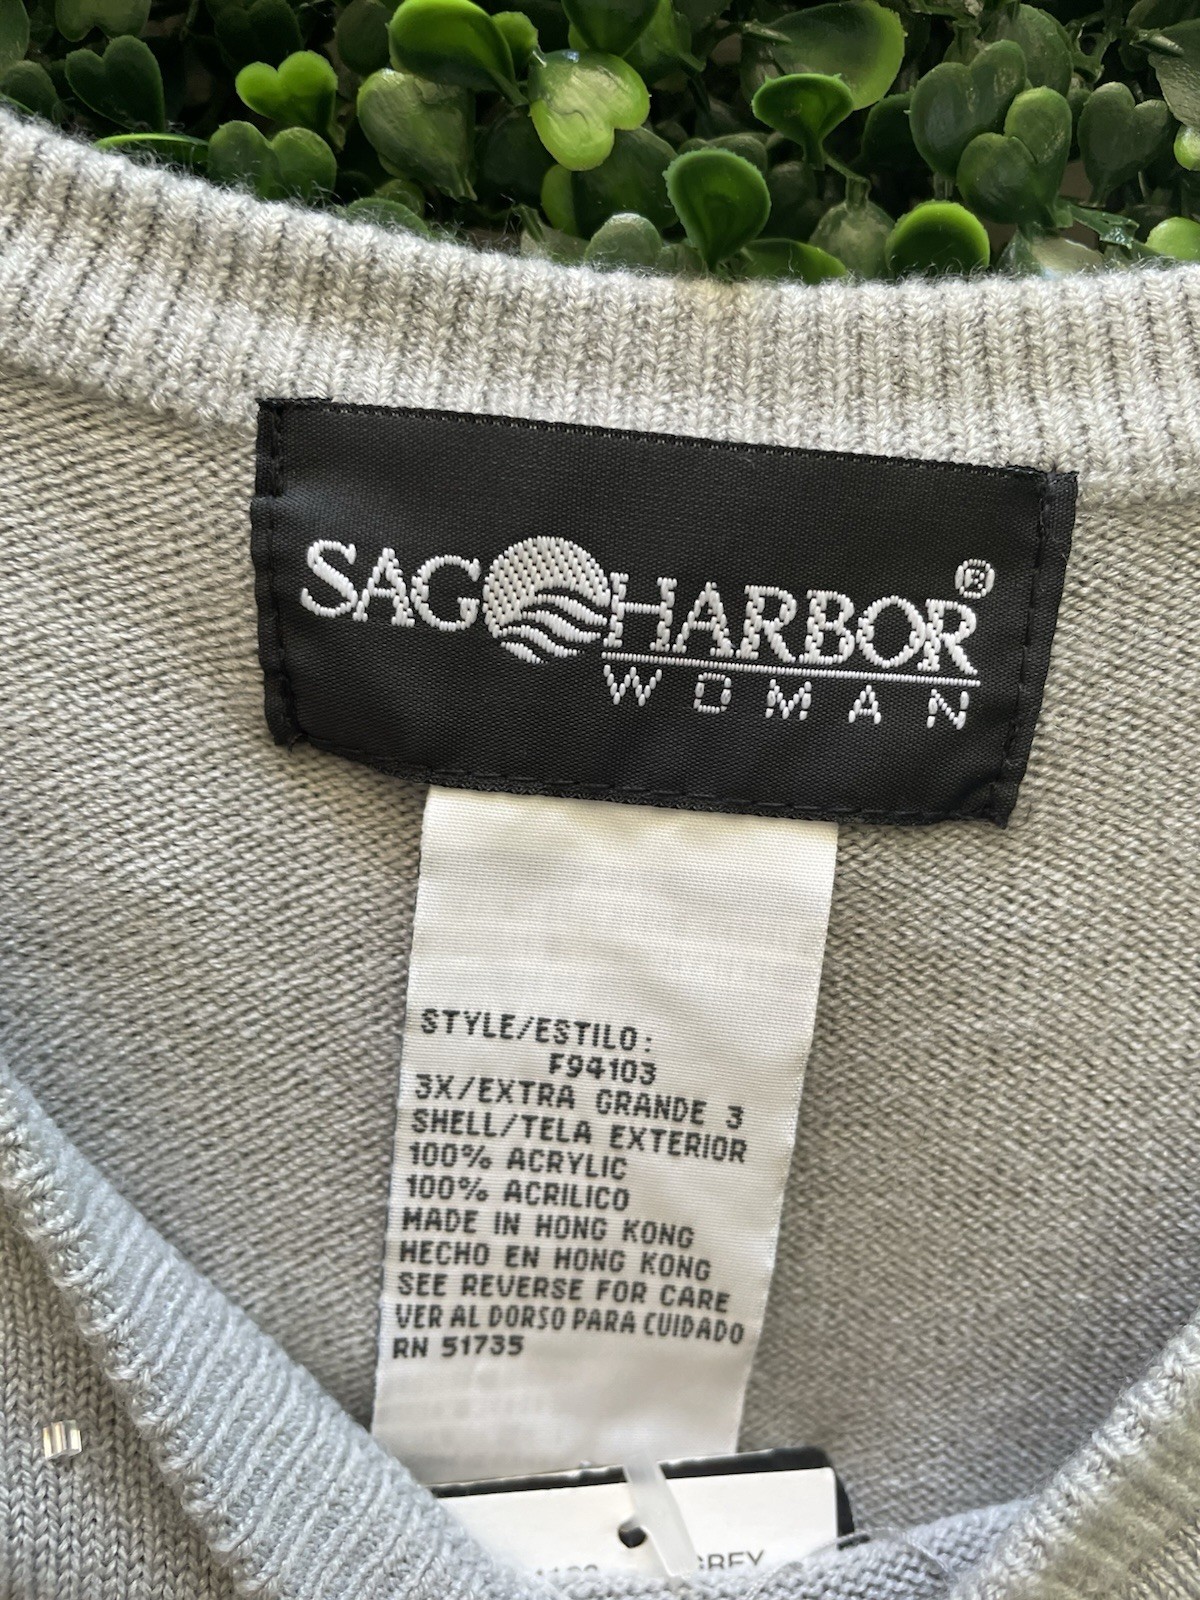 SAG HARBOR®
WOMAN
STYLE/ESTILO:
F94103
3X/EXTRA GRANDE 3
SHELL/TELA EXTERIOR
100% ACRYLIC
100% ACRILICO
MADE IN HONG KONG
HECHO EN HONG KONG
SEE REVERSE FOR CARE
VER AL DORSO PARA CUIDADO
RN 51735